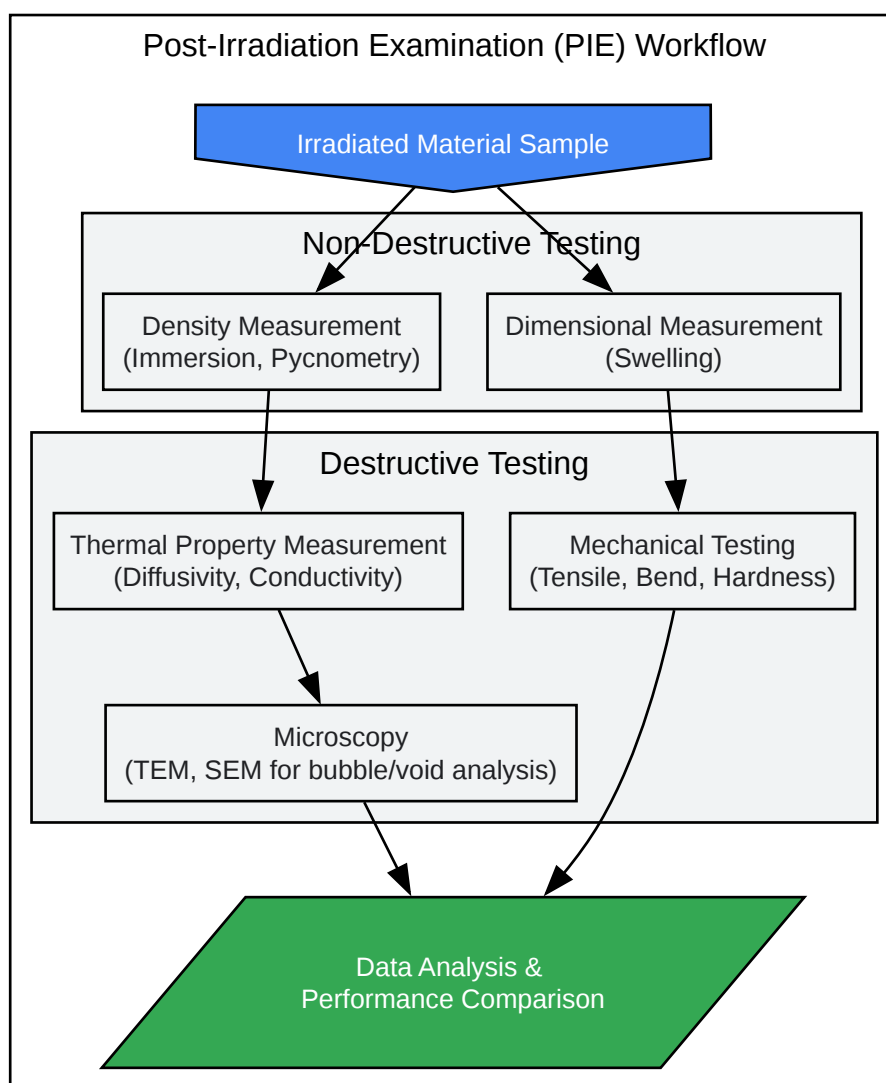 Post-Irradiation Examination (PIE) Workflow
Irradiated Material Sample
Non-Destructive Testing
Density Measurement
(Immersion, Pycnometry)
Dimensional Measurement
(Swelling)
Destructive Testing
Thermal Property Measurement
(Diffusivity, Conductivity)
Mechanical Testing
(Tensile, Bend, Hardness)
Microscopy
(TEM, SEM for bubble/void analysis)
Data Analysis &
Performance Comparison